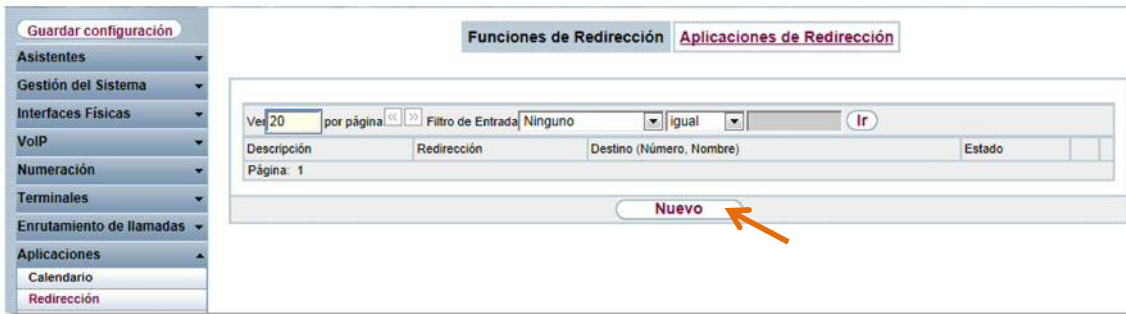 Guardar configuración
Asistentes
Gestión del Sistema
Interfaces Físicas
VoIP
Numeración
Terminales
Enrutamiento de llamadas
Aplicaciones
Calendario
Redirección
Funciones de Redirección Aplicaciones de Redirección
Ver 20 por página << >> Filtro de Entrada Ninguno igual Ir
Descripción Redirección Destino (Número, Nombre) Estado
Página: 1
Nuevo